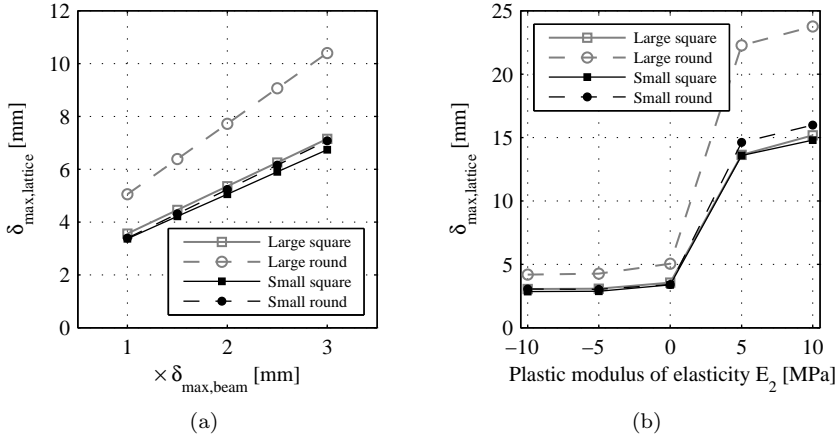 12
10
8
6
4
2
0
δmax,lattice [mm]
Large square
Large round
Small square
Small round
1 2 3
× δmax,beam [mm]
(a)
25
20
15
10
5
0
δmax,lattice [mm]
Large square
Large round
Small square
Small round
−10 −5 0 5 10
Plastic modulus of elasticity E2 [MPa]
(b)